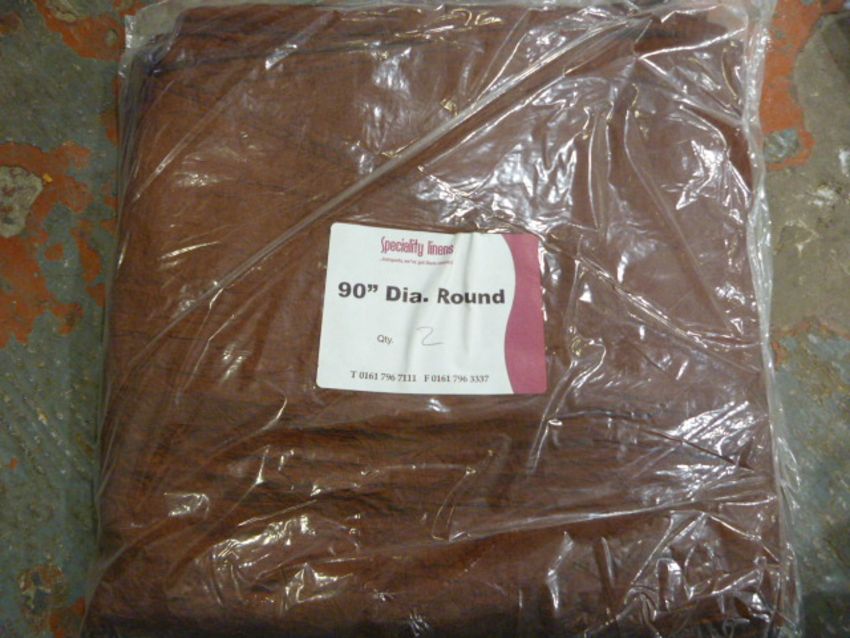 Speciality linens
90" Dia. Round
Qty. 2
T 0161 796 7111 F 0161 796 3337